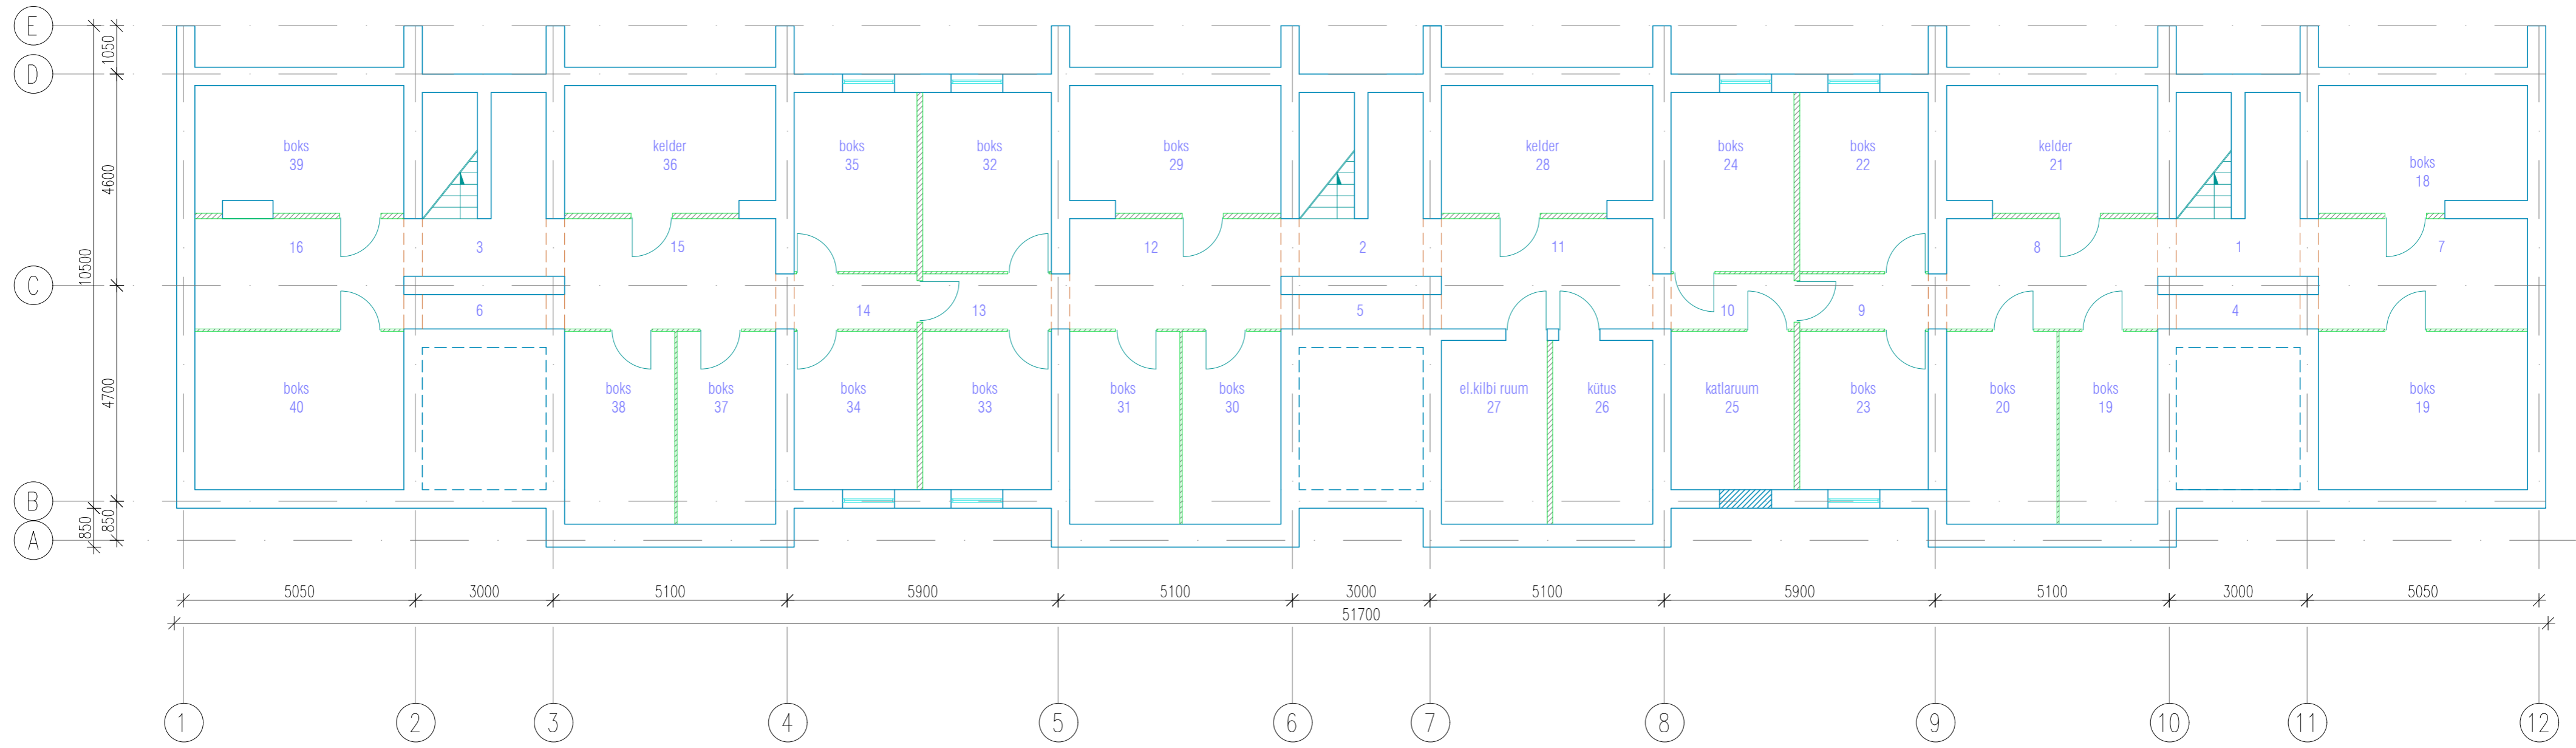 E
D
C
B
A
1050
4600
10500
4700
850
850
boks
39
kelder
36
boks
35
boks
32
boks
29
kelder
28
boks
24
boks
22
kelder
21
boks
18
16
3
15
12
2
11
8
1
7
6
14
13
5
10
9
4
boks
40
boks
38
boks
37
boks
34
boks
33
boks
31
boks
30
el.kilbi ruum
27
kütus
26
katlaruum
25
boks
23
boks
20
boks
19
boks
19
5050
3000
5100
5900
5100
3000
5100
5900
5100
3000
5050
51700
1
2
3
4
5
6
7
8
9
10
11
12